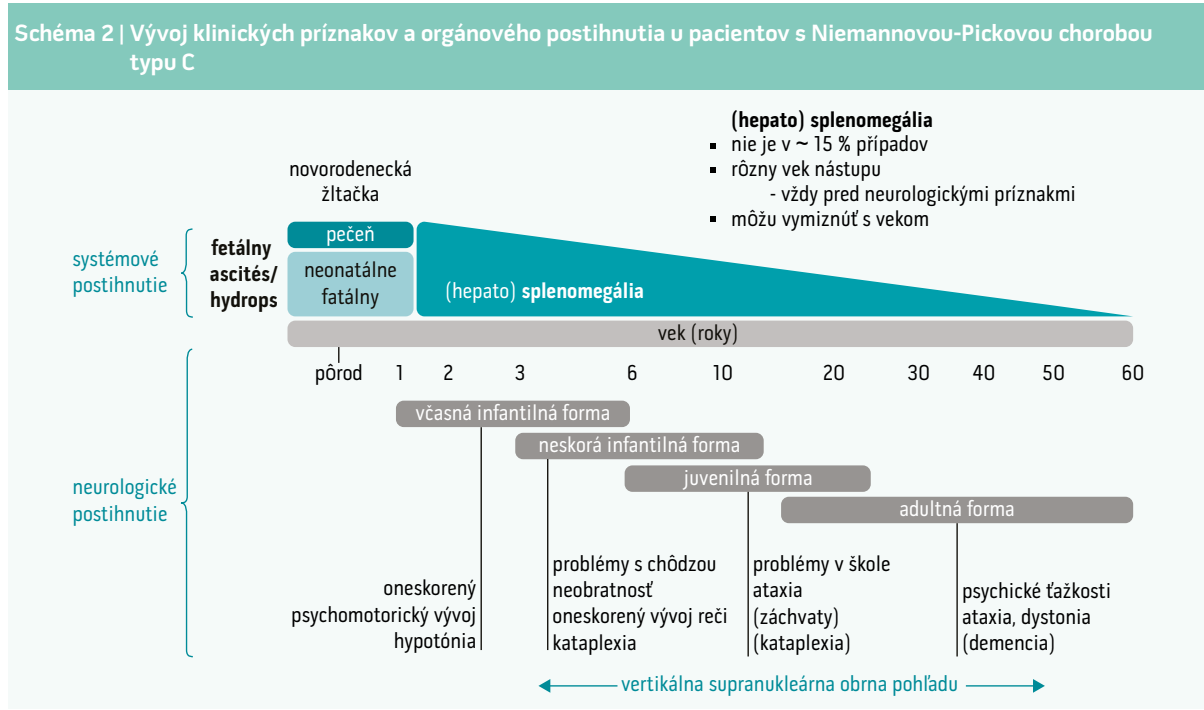 Schéma 2 | Vývoj klinických príznakov a orgánového postihnutia u pacientov s Niemannovou-Pickovou chorobou
typu C
(hepato) splenomegália
▪ nie je v ~ 15 % případov
▪ rôzny vek nástupu
- vždy pred neurologickými príznakmi
▪ môžu vymiznúť s vekom
novorodenecká
žltačka
systémové
postihnutie
fetálny
ascités/
hydrops
pečeň
neonatálne
fatálny
(hepato) splenomegália
vek (roky)
pôrod 1 2 3 6 10 20 30 40 50 60
neurologické
postihnutie
včasná infantilná forma
neskorá infantilná forma
juvenilná forma
adultná forma
oneskorený
psychomotorický vývoj
hypotónia
problémy s chôdzou
neobratnosť
oneskorený vývoj reči
kataplexia
problémy v škole
ataxia
(záchvaty)
(kataplexia)
psychické ťažkosti
ataxia, dystonia
(demencia)
vertikálna supranukleárna obrna pohľadu